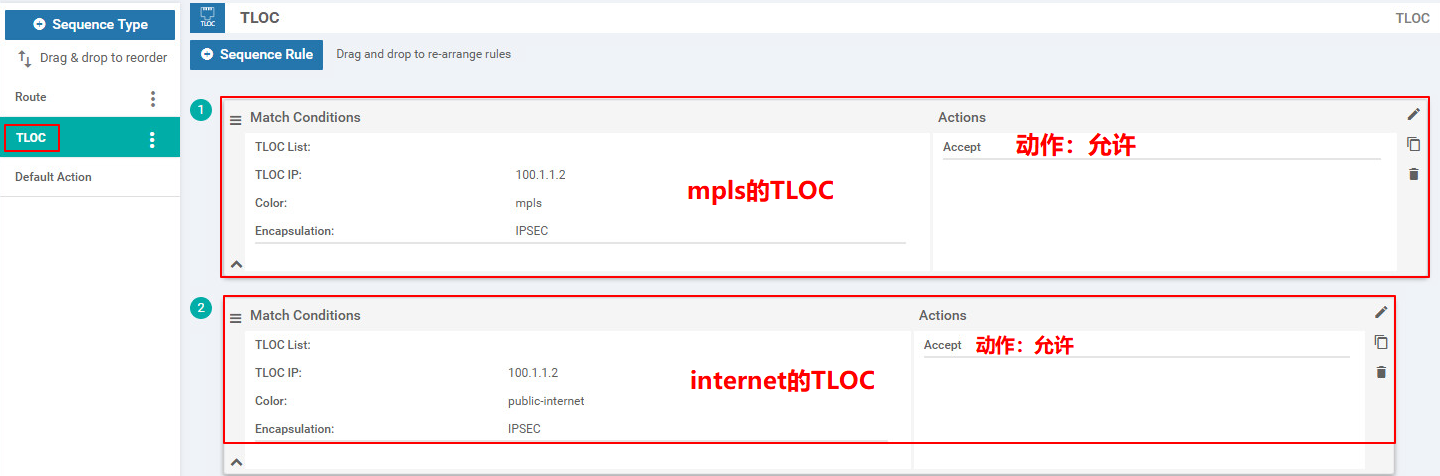 Sequence Type
Drag & drop to reorder
Route
TLOC
Default Action
TLOC
TLOC
TLOC
Sequence Rule
Drag and drop to re-arrange rules
1
Match Conditions
Actions
TLOC List:
Accept
动作：允许
TLOC IP:
100.1.1.2
mpls的TLOC
Color:
mpls
Encapsulation:
IPSEC
2
Match Conditions
Actions
TLOC List:
Accept
动作：允许
TLOC IP:
100.1.1.2
internet的TLOC
Color:
public-internet
Encapsulation:
IPSEC